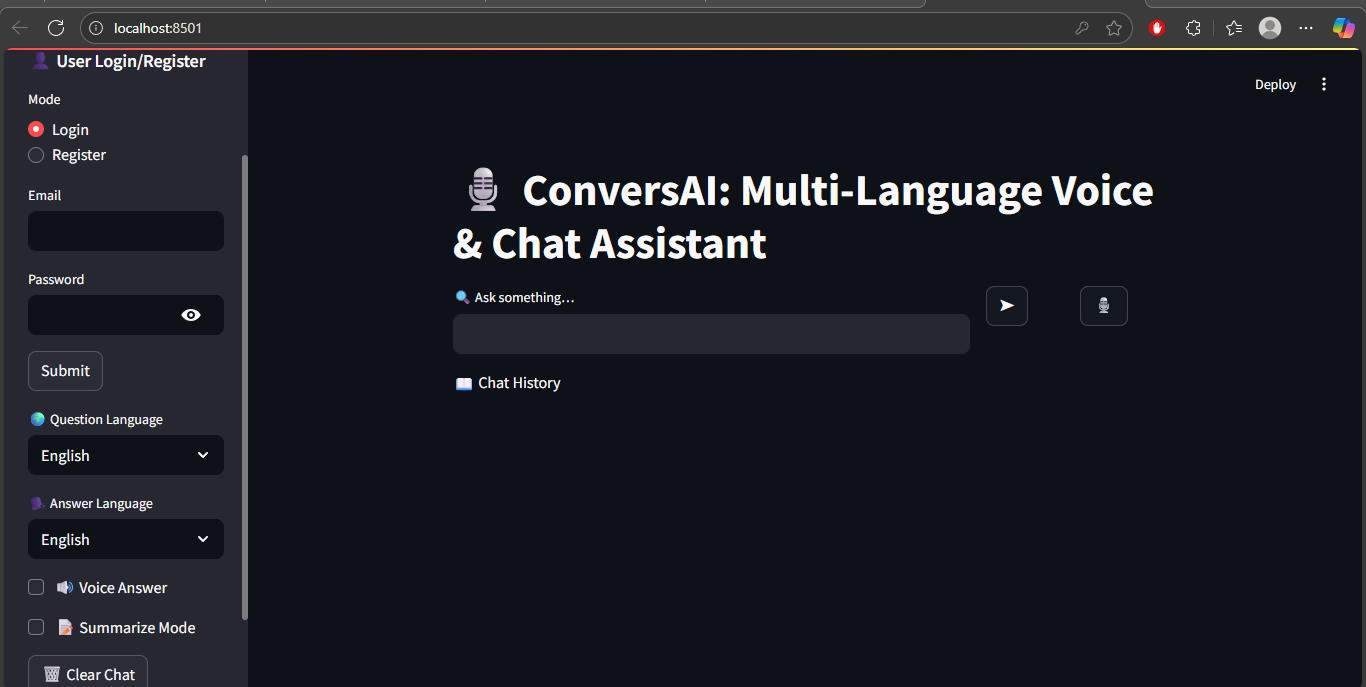 localhost:8501
User Login/Register
Mode
Login
Register
Email
Password
Submit
Question Language
English
Answer Language
English
Voice Answer
Summarize Mode
Clear Chat
Deploy
ConversAI: Multi-Language Voice
& Chat Assistant
Ask something...
Chat History